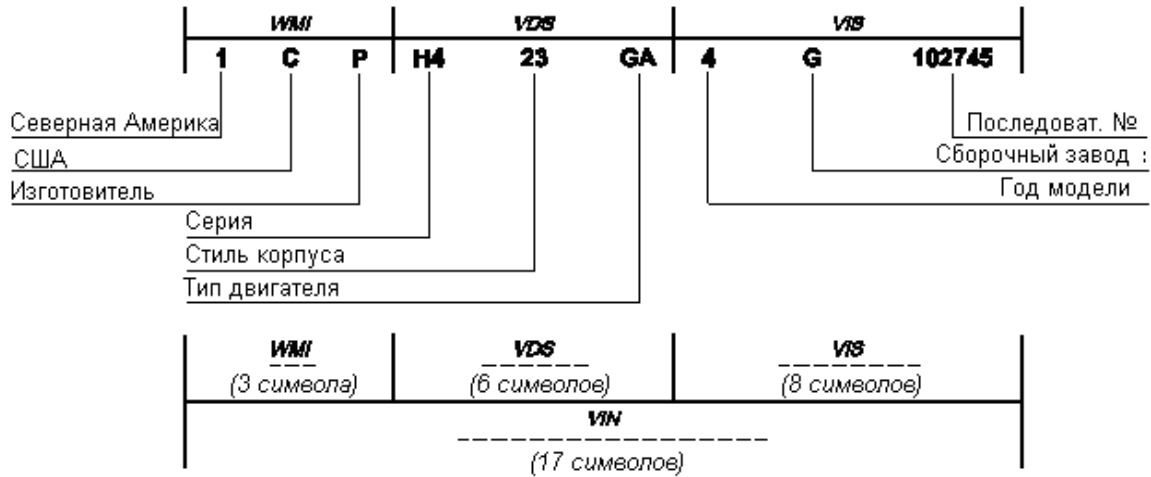 WMI VDS VIS
1 C P H4 23 GA 4 G 102745
Северная Америка
Последоват. №
США
Сборочный завод :
Изготовитель
Год модели
Серия
Стиль корпуса
Тип двигателя
WMI VDS VIS
(3 символа) (6 символов) (8 символов)
VIN
(17 символов)